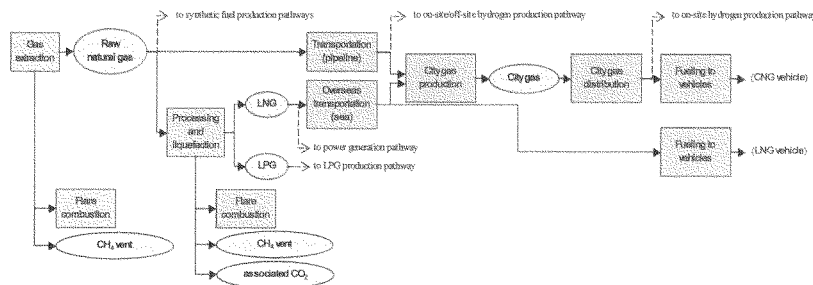 to synthetic fuel production pathways
to on-site/off-site hydrogen production pathway
to on-site hydrogen production pathway
Gas
extraction
Raw
natural gas
Transportation
(pipeline)
City gas
production
City gas
City gas
distribution
Fueling to
vehicles
(CNG vehicle)
Processing
and
liquefaction
LNG
Overseas
transportation
(sea)
to power generation pathway
LPG
to LPG production pathway
Fueling to
vehicles
(LNG vehicle)
Flare
combustion
CH₄ vent
Flare
combustion
CH₄ vent
associated CO₂